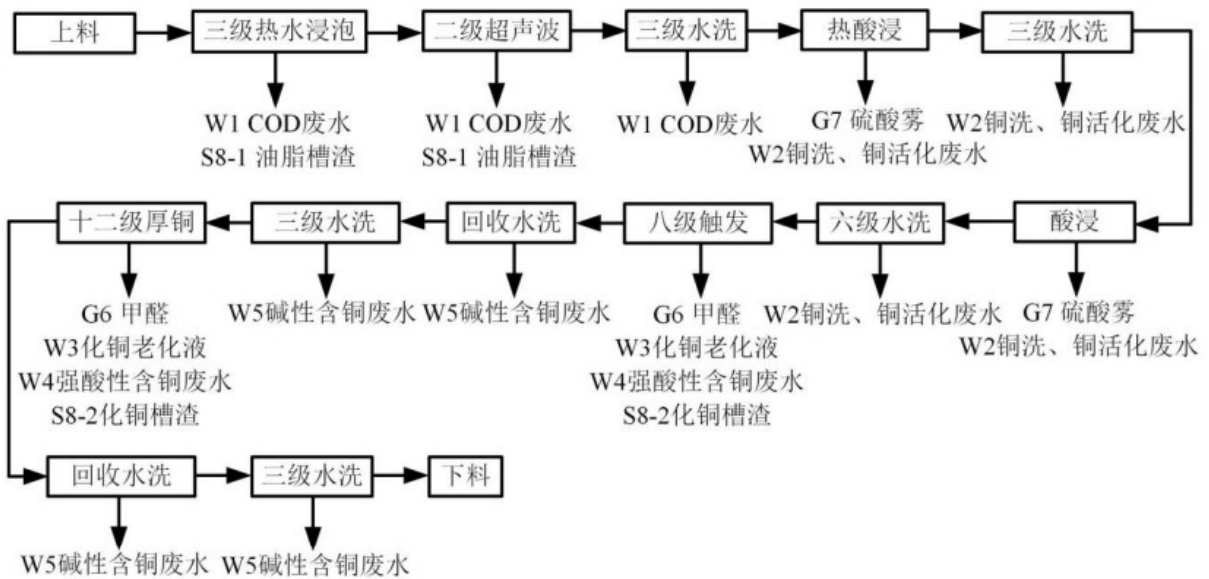 上料
三级热水浸泡
二级超声波
三级水洗
热酸浸
三级水洗
W1 COD废水
S8-1 油脂槽渣
W1 COD废水
S8-1 油脂槽渣
W1 COD废水
G7 硫酸雾
W2铜洗、铜活化废水
W2铜洗、铜活化废水
十二级厚铜
三级水洗
回收水洗
八级触发
六级水洗
酸浸
G6 甲醛
W3化铜老化液
W4强酸性含铜废水
S8-2化铜槽渣
W5碱性含铜废水
W5碱性含铜废水
G6 甲醛
W3化铜老化液
W4强酸性含铜废水
S8-2化铜槽渣
W2铜洗、铜活化废水
G7 硫酸雾
W2铜洗、铜活化废水
回收水洗
三级水洗
下料
W5碱性含铜废水
W5碱性含铜废水